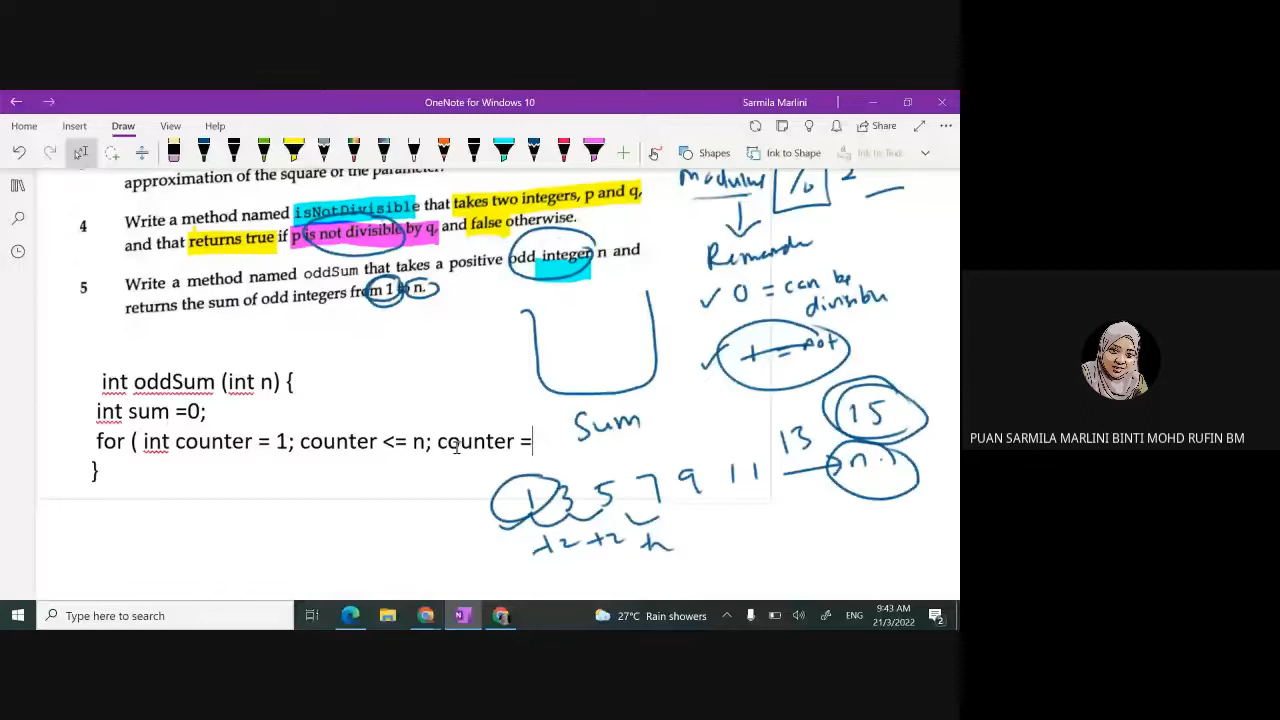 OneNote for Windows 10
Sarmila Marlini
Home Insert Draw View Help
Share
Shapes
Ink to Shape
Ink to Math
approximation of the square of the parameter.
4 Write a method named isNotDivisible that takes two integers, p and q,
and that returns true if p is not divisible by q, and false otherwise.
5 Write a method named oddSum that takes a positive odd integer n and
returns the sum of odd integers from 1 to n.
modulus % 2
0 = can be
+ = not
Sum
int oddSum (int n) {
int sum =0;
for ( int counter = 1; counter <= n; counter =
}
1 3 5 7 9 11 13 15
+2 +2
PUAN SARMILA MARLINI BINTI MOHD RUFIN BM
Type here to search
27°C Rain showers
ENG
9:43 AM
21/3/2022
2